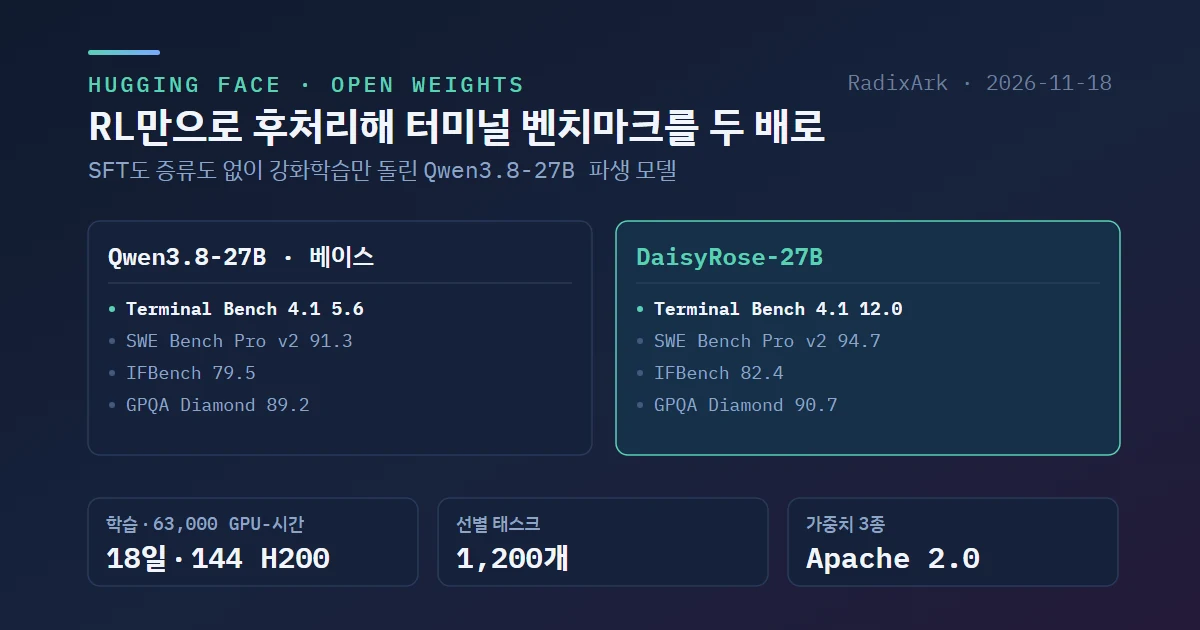 HUGGING FACE · OPEN WEIGHTS
RadixArk · 2026-11-18
RL만으로 후처리해 터미널 벤치마크를 두 배로
SFT도 증류도 없이 강화학습만 돌린 Qwen3.8-27B 파생 모델
Qwen3.8-27B · 베이스
Terminal Bench 4.1 5.6
SWE Bench Pro v2 91.3
IFBench 79.5
GPQA Diamond 89.2
DaisyRose-27B
Terminal Bench 4.1 12.0
SWE Bench Pro v2 94.7
IFBench 82.4
GPQA Diamond 90.7
학습 · 63,000 GPU-시간
18일 · 144 H200
선별 태스크
1,200개
가중치 3종
Apache 2.0